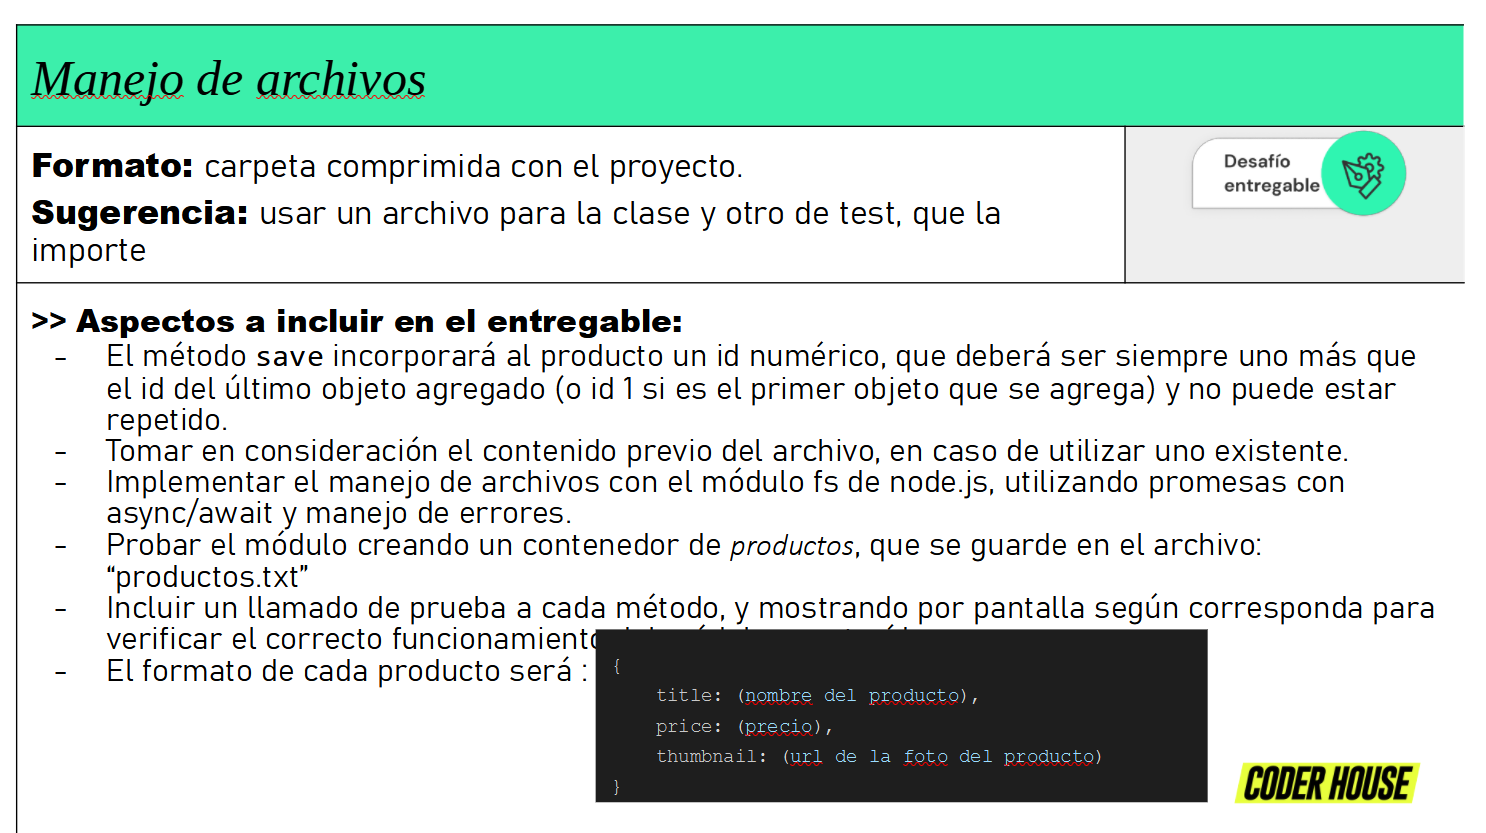 Manejo de archivos
Formato: carpeta comprimida con el proyecto.
Sugerencia: usar un archivo para la clase y otro de test, que la
importe
Desafío
entregable
>> Aspectos a incluir en el entregable:
- El método save incorporará al producto un id numérico, que deberá ser siempre uno más que
el id del último objeto agregado (o id 1 si es el primer objeto que se agrega) y no puede estar
repetido.
- Tomar en consideración el contenido previo del archivo, en caso de utilizar uno existente.
- Implementar el manejo de archivos con el módulo fs de node.js, utilizando promesas con
async/await y manejo de errores.
- Probar el módulo creando un contenedor de productos, que se guarde en el archivo:
“productos.txt”
- Incluir un llamado de prueba a cada método, y mostrando por pantalla según corresponda para
verificar el correcto funcionamiento
- El formato de cada producto será :
{
title: (nombre del producto),
price: (precio),
thumbnail: (url de la foto del producto)
}
CODER HOUSE